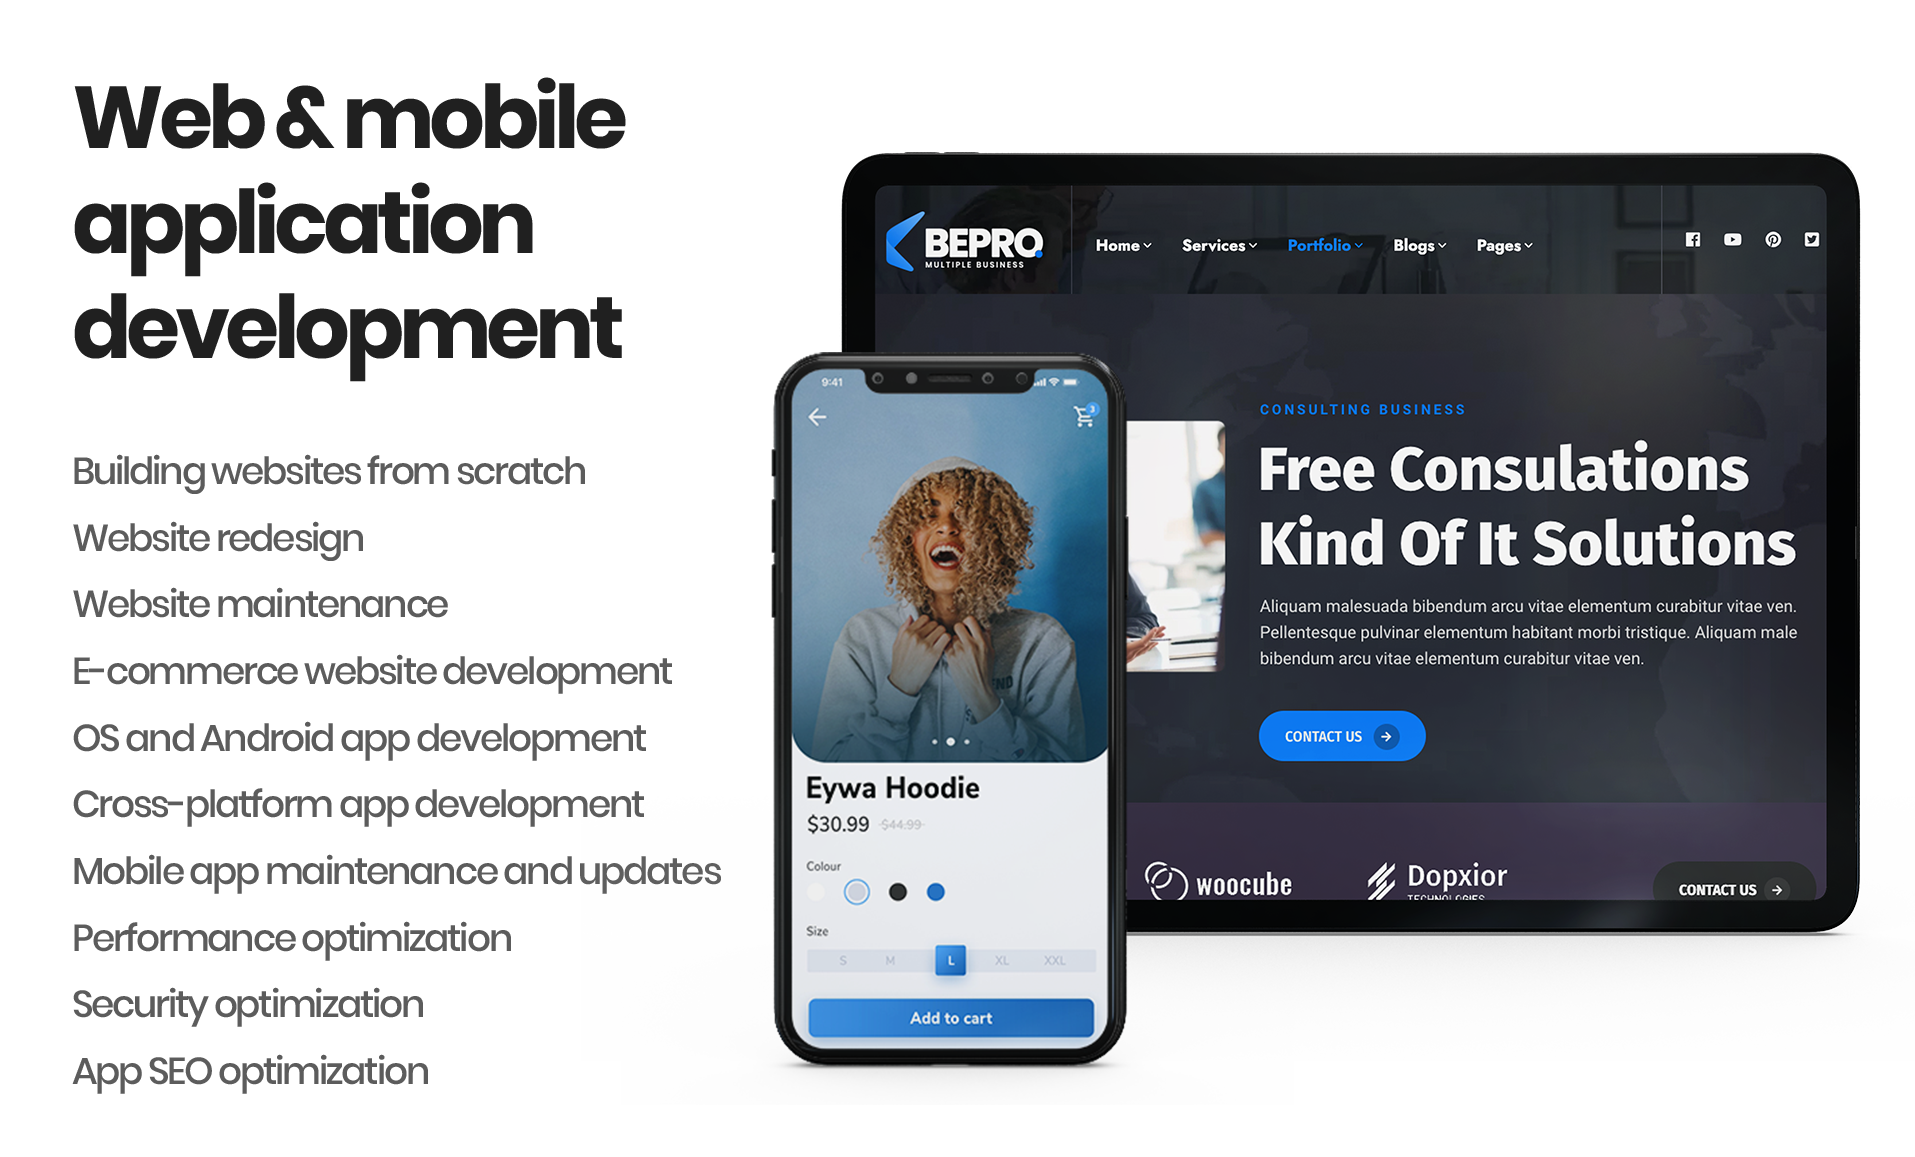 Web & mobile
application
development
Building websites from scratch
Website redesign
Website maintenance
E-commerce website development
OS and Android app development
Cross-platform app development
Mobile app maintenance and updates
Performance optimization
Security optimization
App SEO optimization
BEPRO
MULTIPLE BUSINESS
Home Services Portfolio Blogs Pages
CONSULTING BUSINESS
Free Consulations
Kind Of It Solutions
Aliquam malesuada bibendum arcu vitae elementum curabitur vitae ven.
Pellentesque pulvinar elementum habitant morbi tristique. Aliquam male
bibendum arcu vitae elementum curabitur vitae ven.
CONTACT US
woocube
Dopxior
TECHNOLOGIES
CONTACT US
9:41
3
Eywa Hoodie
$30.99 $44.99
Colour
Size
S M L XL XXL
Add to cart